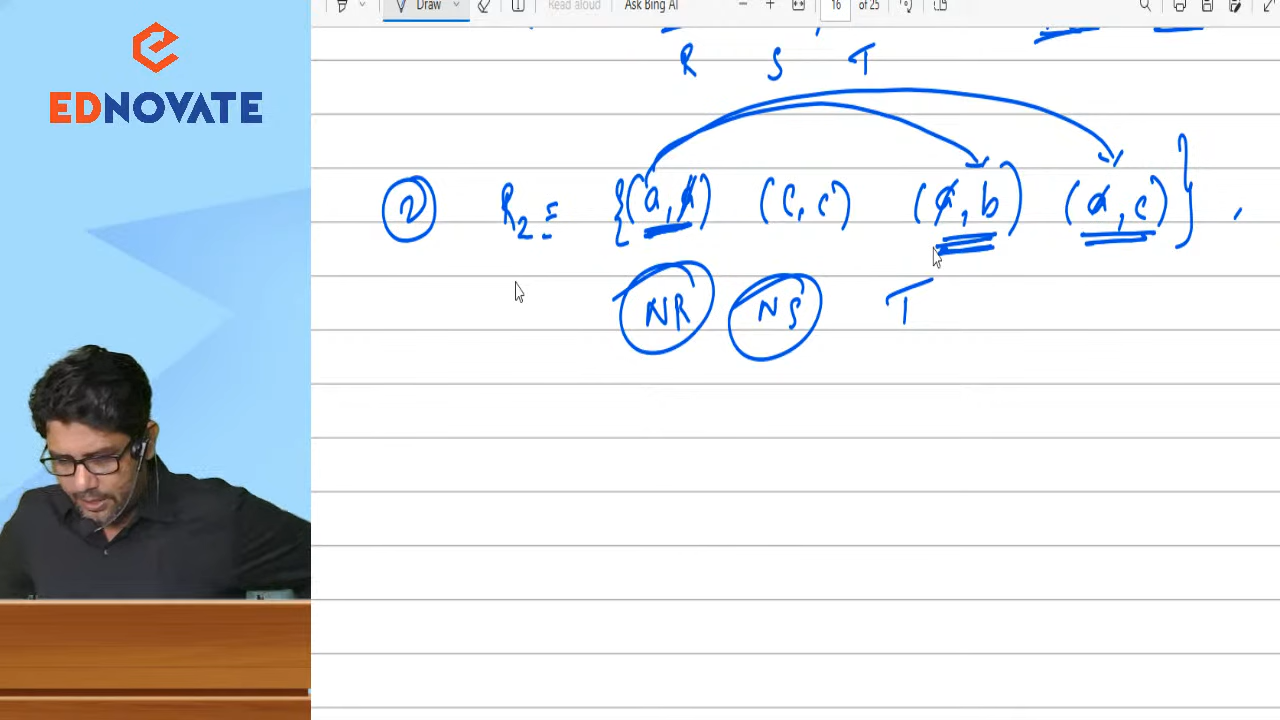 Draw Read aloud Ask Bing AI 16 of 25
EDNOVATE
R S T
2 R2 = {(a, a) (c, c) (a, b) (a, c)} ,
NR NS T